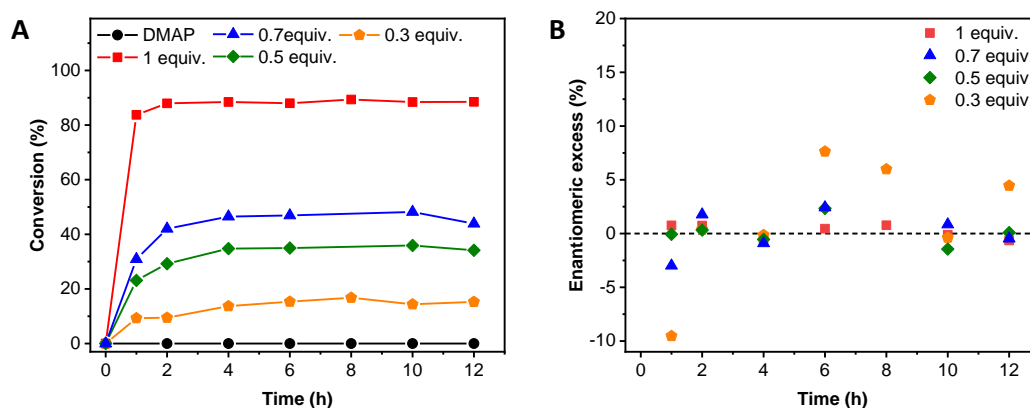 A
DMAP 0.7equiv. 0.3 equiv.
1 equiv. 0.5 equiv.
100
80
60
40
20
0
Conversion (%)
0 2 4 6 8 10 12
Time (h)
B
1 equiv.
0.7 equiv.
0.5 equiv.
0.3 equiv.
20
15
10
5
0
-5
-10
Enantiomeric excess (%)
0 2 4 6 8 10 12
Time (h)